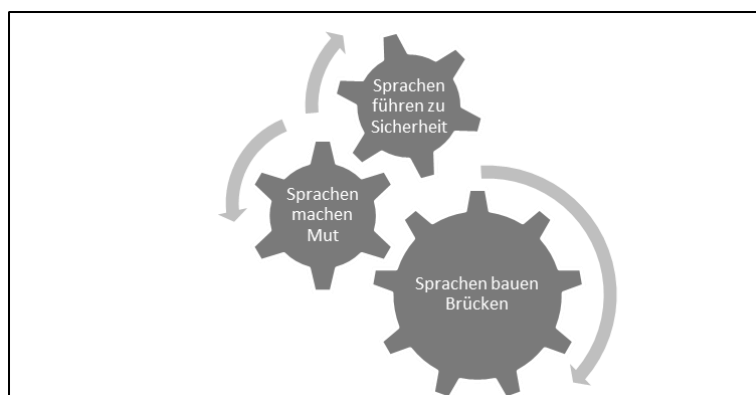 Sprachen
führen zu
Sicherheit
Sprachen
machen
Mut
Sprachen bauen
Brücken